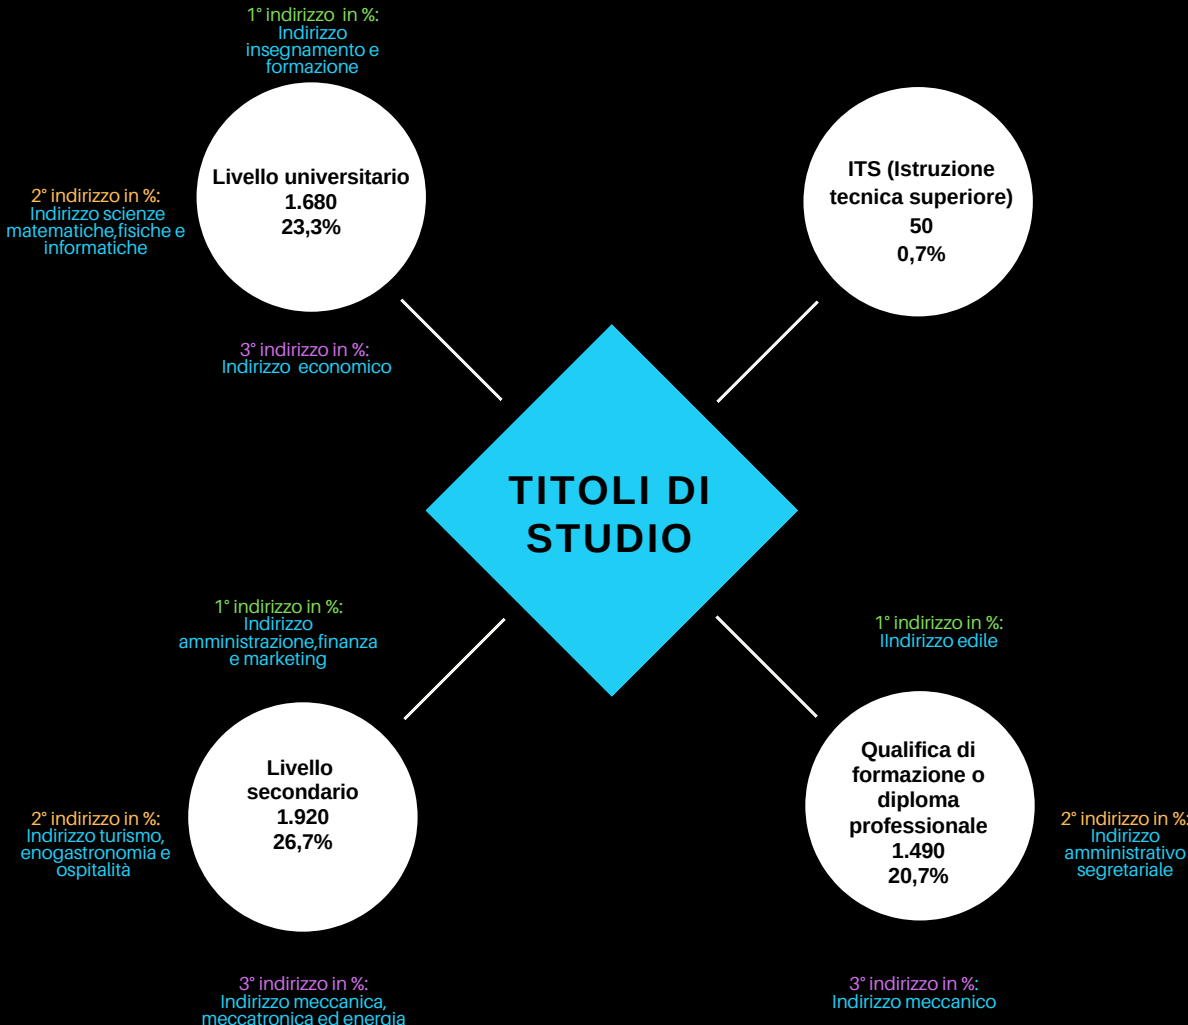 1° indirizzo in %:
Indirizzo
insegnamento e
formazione
Livello universitario
1.680
23,3%
2° indirizzo in %:
Indirizzo scienze
matematiche,fisiche e
informatiche
3° indirizzo in %:
Indirizzo economico
ITS (Istruzione
tecnica superiore)
50
0,7%
TITOLI DI
STUDIO
1° indirizzo in %:
Indirizzo
amministrazione,finanza
e marketing
Livello
secondario
1.920
26,7%
2° indirizzo in %:
Indirizzo turismo,
enogastronomia e
ospitalità
3° indirizzo in %:
Indirizzo meccanica,
meccatronica ed energia
1° indirizzo in %:
IIndirizzo edile
Qualifica di
formazione o
diploma
professionale
1.490
20,7%
2° indirizzo in %:
Indirizzo
amministrativo
segretariale
3° indirizzo in %:
Indirizzo meccanico